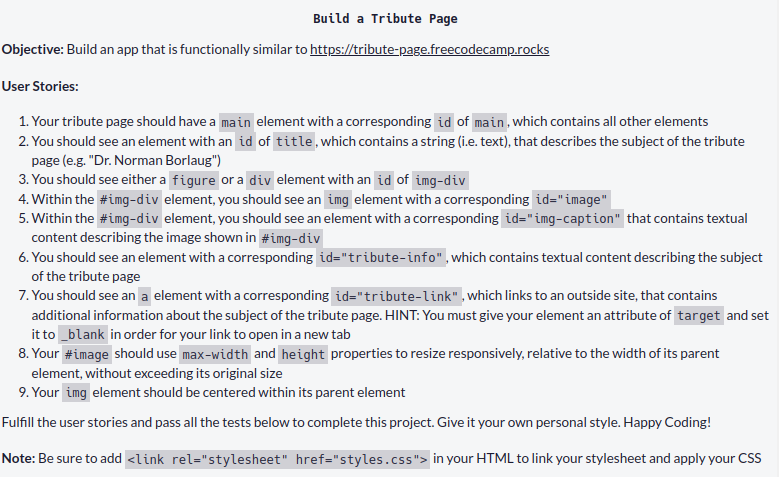 Build a Tribute Page
Objective: Build an app that is functionally similar to https://tribute-page.freecodecamp.rocks
User Stories:
1. Your tribute page should have a main element with a corresponding id of main, which contains all other elements
2. You should see an element with an id of title, which contains a string (i.e. text), that describes the subject of the tribute
page (e.g. "Dr. Norman Borlaug")
3. You should see either a figure or a div element with an id of img-div
4. Within the #img-div element, you should see an img element with a corresponding id="image"
5. Within the #img-div element, you should see an element with a corresponding id="img-caption" that contains textual
content describing the image shown in #img-div
6. You should see an element with a corresponding id="tribute-info", which contains textual content describing the subject
of the tribute page
7. You should see an a element with a corresponding id="tribute-link", which links to an outside site, that contains
additional information about the subject of the tribute page. HINT: You must give your element an attribute of target and set
it to _blank in order for your link to open in a new tab
8. Your #image should use max-width and height properties to resize responsively, relative to the width of its parent
element, without exceeding its original size
9. Your img element should be centered within its parent element
Fulfill the user stories and pass all the tests below to complete this project. Give it your own personal style. Happy Coding!
Note: Be sure to add <link rel="stylesheet" href="styles.css"> in your HTML to link your stylesheet and apply your CSS